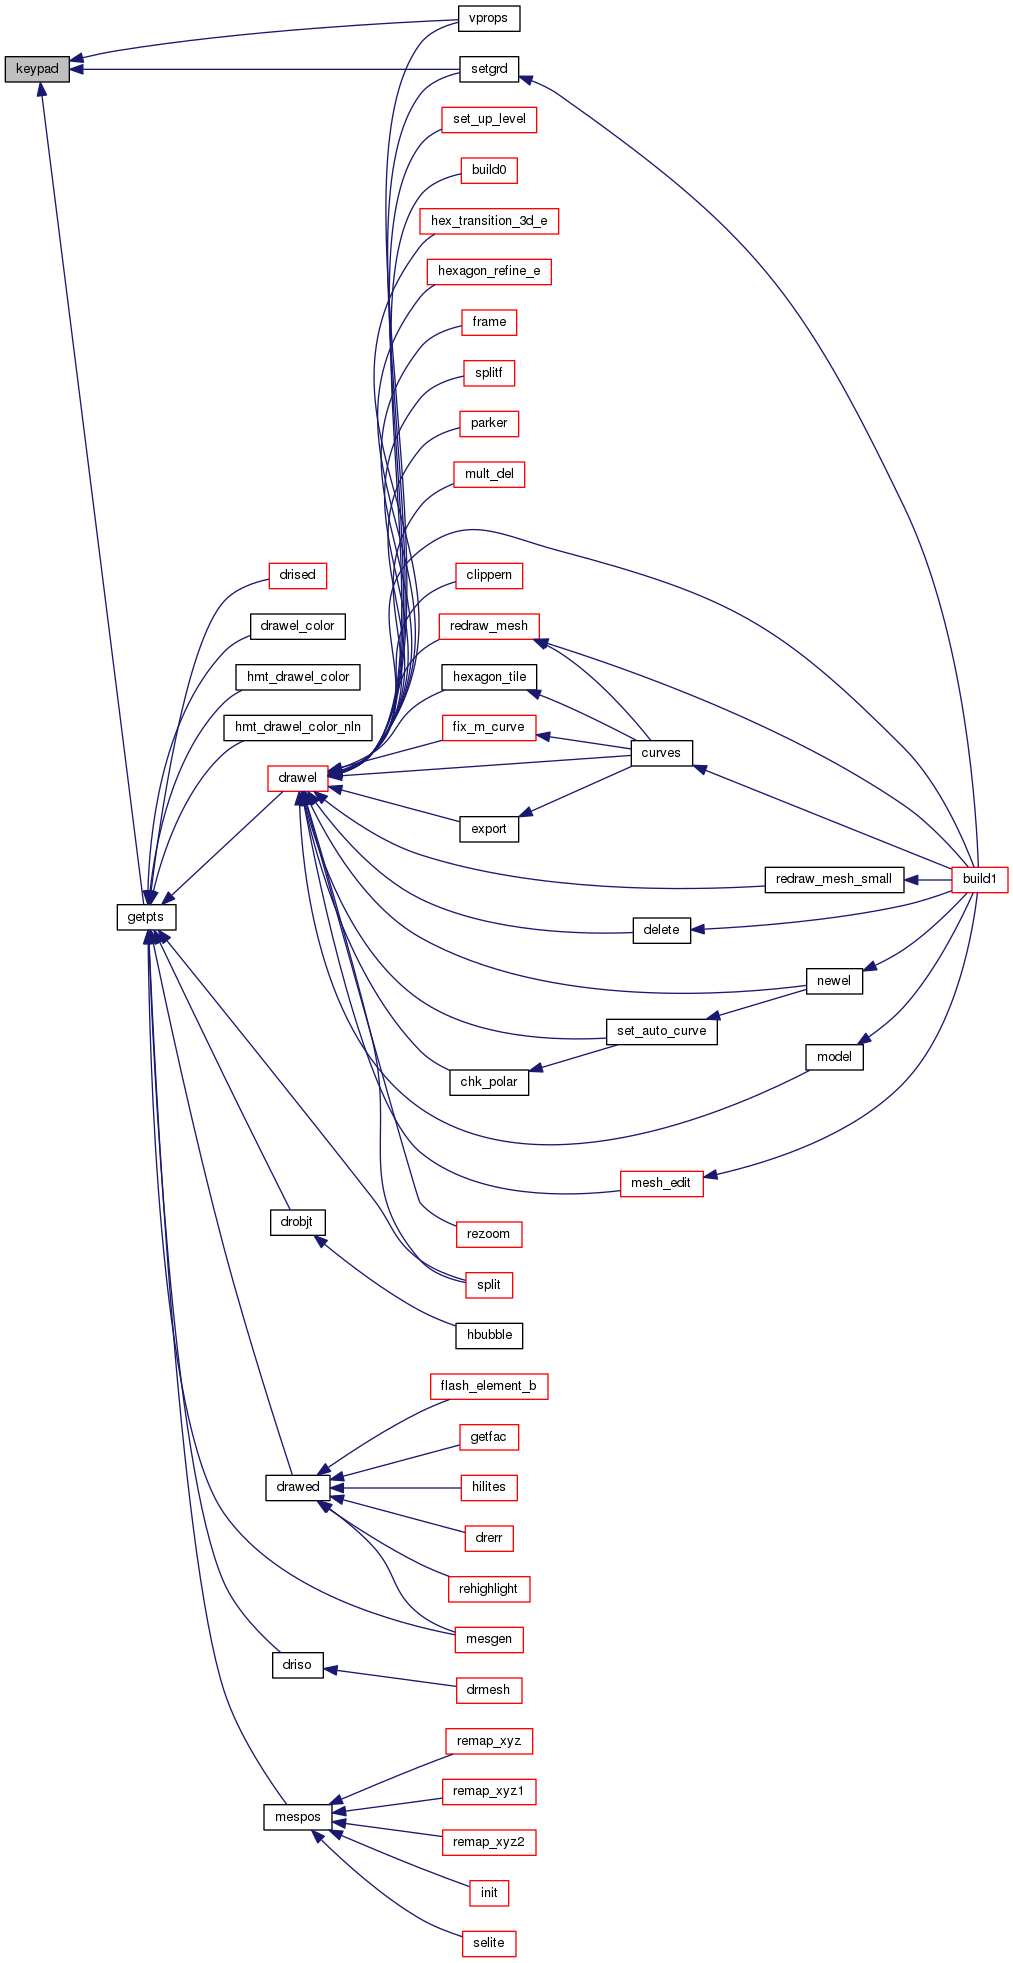 vprops
keypad
setgrd
set_up_level
build0
hex_transition_3d_e
hexagon_refine_e
frame
splitf
parker
mult_del
drised
clippern
drawel_color
redraw_mesh
hmt_drawel_color
hexagon_tile
hmt_drawel_color_nln
fix_m_curve
curves
drawel
export
redraw_mesh_small
build1
getpts
delete
newel
set_auto_curve
model
chk_polar
mesh_edit
drobjt
rezoom
split
hbubble
flash_element_b
getfac
drawed
hilites
drerr
rehighlight
mesgen
driso
drmesh
remap_xyz
remap_xyz1
mespos
remap_xyz2
init
selite